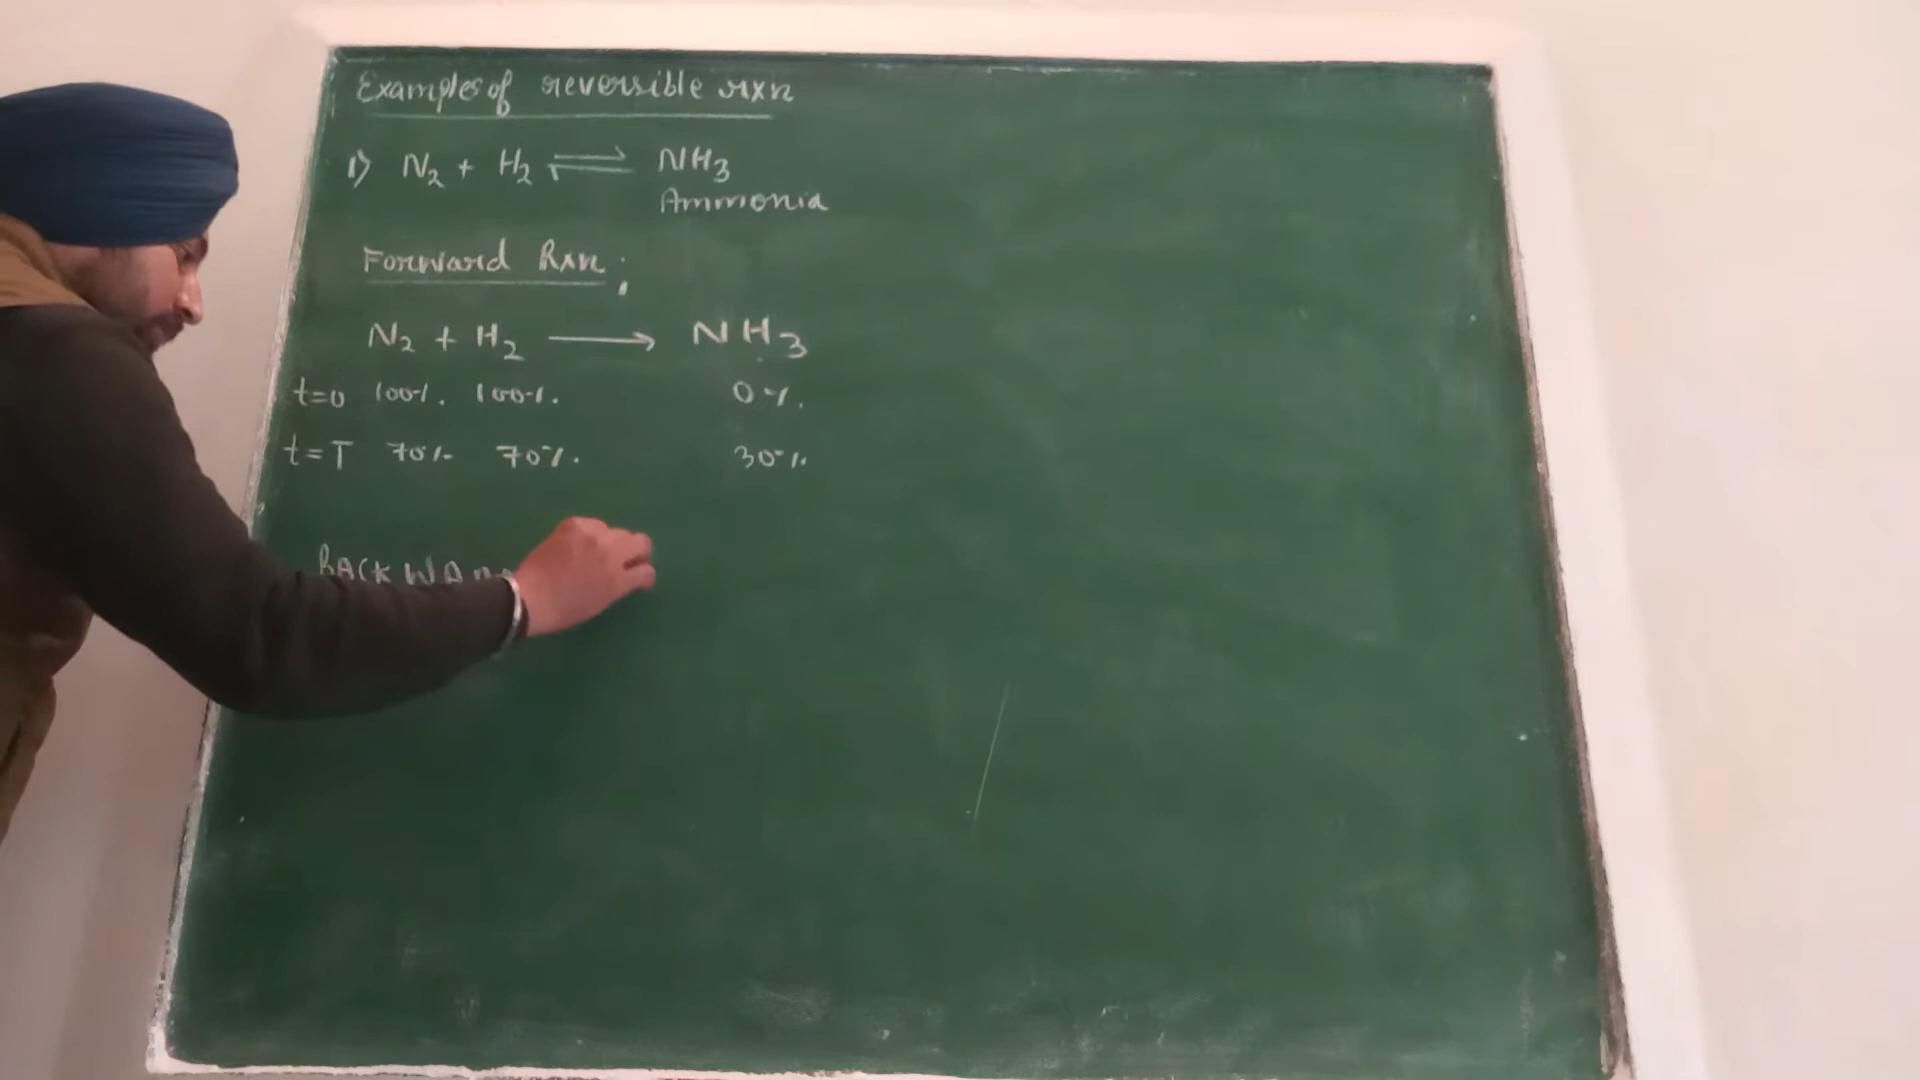 Examples of reversible rxn
1) N2 + H2 ⇌ NH3
Ammonia
Forward Rxn;
N2 + H2 → NH3
t=0 100%. 100%. 0%.
t=T 70% 70%. 30%.